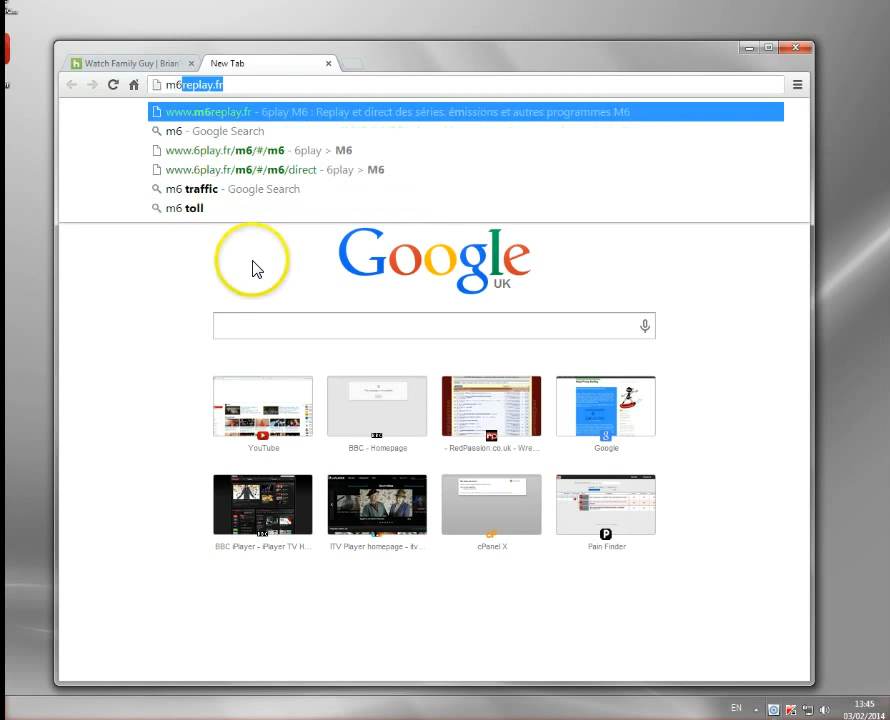 Watch Family Guy | Brian'
New Tab
m6replay.fr
www.m6replay.fr - 6play M6 : Replay et direct des séries, émissions et autres programmes M6
m6 - Google Search
www.6play.fr/m6/#/m6 - 6play > M6
www.6play.fr/m6/#/m6/direct - 6play > M6
m6 traffic - Google Search
m6 toll
Google
UK
YouTube
BBC - Homepage
- RedPassion.co.uk - Wre...
Google
BBC iPlayer - iPlayer TV H...
ITV Player homepage - itv ...
cPanel X
Pain Finder
EN
13:45
03/02/2014